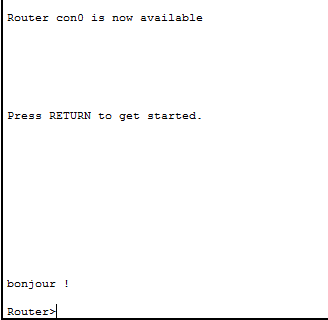 Router con0 is now available
Press RETURN to get started.
bonjour !
Router>